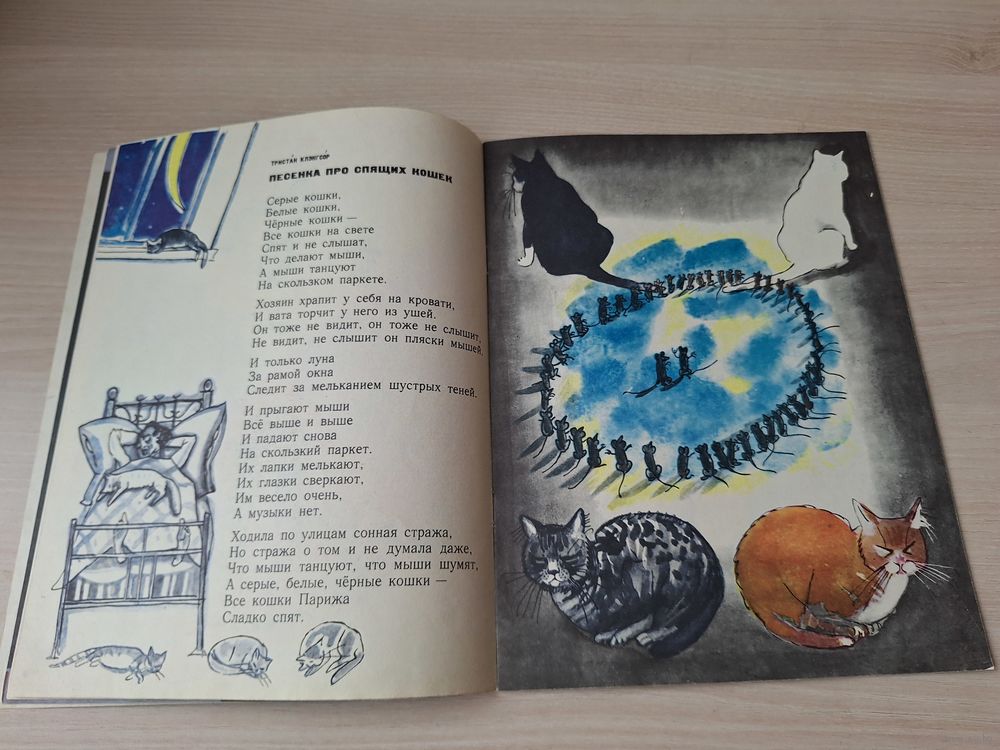 ТРИСТАН КЛЭНГСОР
ПЕСЕНКА ПРО СПЯЩИХ КОШЕК
Серые кошки,
Белые кошки,
Чёрные кошки —
Все кошки на свете
Спят и не слышат,
Что делают мыши,
А мыши танцуют
На скользком паркете.
Хозяин храпит у себя на кровати,
И вата торчит у него из ушей.
Он тоже не видит, он тоже не слышит,
Не видит, не слышит он пляски мышей.
И только луна
За рамой окна
Следит за мельканием шустрых теней.
И прыгают мыши
Всё выше и выше
И падают снова
На скользкий паркет.
Их лапки мелькают,
Их глазки сверкают,
Им весело очень,
А музыки нет.
Ходила по улицам сонная стража,
Но стража о том и не думала даже,
Что мыши танцуют, что мыши шумят,
А серые, белые, чёрные кошки —
Все кошки Парижа
Сладко спят.